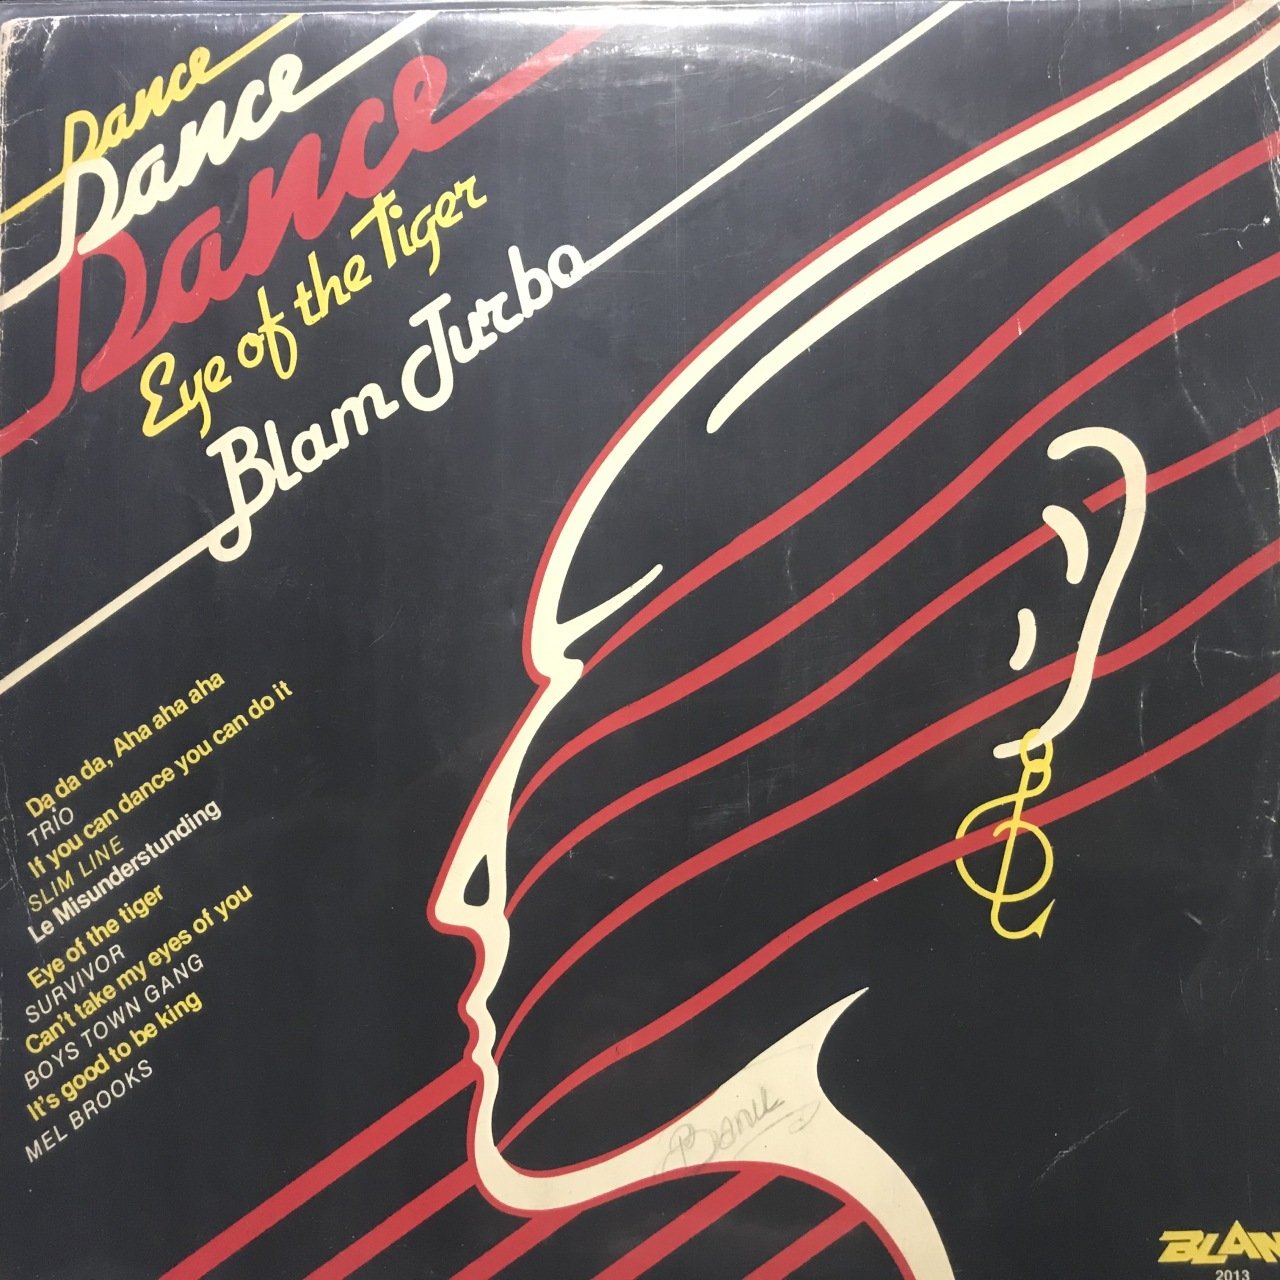 Dance
Dance
Dance
Eye of the Tiger
Blam Turbo
Da da da, Aha aha aha
TRIO
If you can dance you can do it
SLIM LINE
Le Misunderstunding
Eye of the tiger
SURVIVOR
Can't take my eyes of you
BOYS TOWN GANG
It's good to be king
MEL BROOKS
BLAM
2013